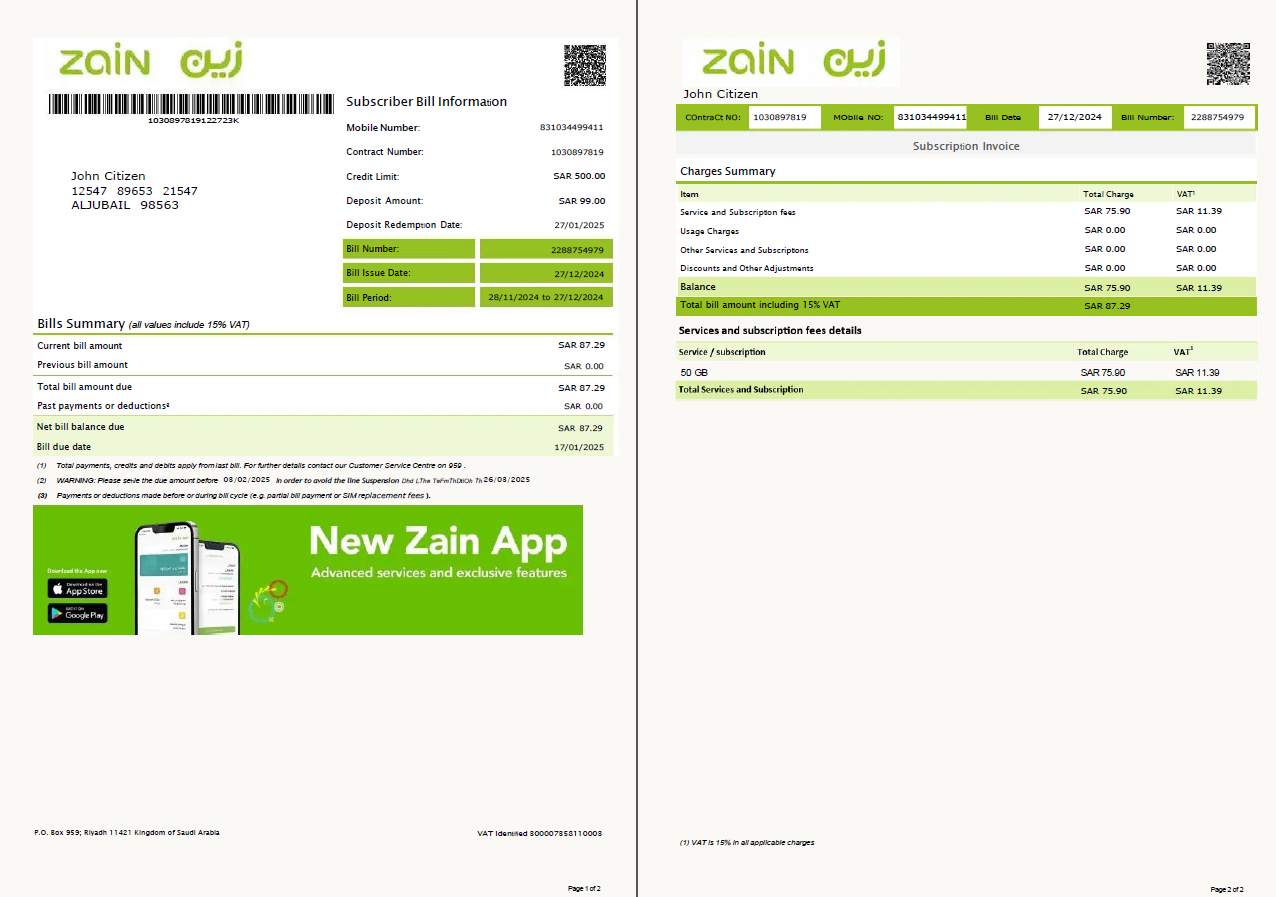 zain زين
1030897819122723K
Subscriber Bill Information
Mobile Number: 831034499411
Contract Number: 1030897819
Credit Limit: SAR 500.00
Deposit Amount: SAR 99.00
Deposit Redemption Date: 27/01/2025
Bill Number: 2288754979
Bill Issue Date: 27/12/2024
Bill Period: 28/11/2024 to 27/12/2024
John Citizen
12547 89653 21547
ALJUBAIL 98563
Bills Summary (all values include 15% VAT)
Current bill amount SAR 87.29
Previous bill amount SAR 0.00
Total bill amount due SAR 87.29
Past payments or deductions²
SAR 0.00
Net bill balance due SAR 87.29
Bill due date 17/01/2025
(1) Total payments, credits and debits apply from last bill. For further details contact our Customer Service Centre on 959 .
(2) WARNING: Please settle the due amount before 08/02/2025 In order to avoid the line Suspension 26/08/2025
(3) Payments or deductions made before or during bill cycle (e.g. partial bill payment or SIM replacement fees ).
New Zain App
Advanced services and exclusive features
Download the App now
Download on the
App Store
GET IT ON
Google Play
P.O. Box 959; Riyadh 11421 Kingdom of Saudi Arabia
VAT Identified 300007858110003
Page 1 of 2
zain زين
John Citizen
COntraCt NO: 1030897819 MObile NO: 831034499411 Bill Date 27/12/2024 Bill Number: 2288754979
Subscription Invoice
Charges Summary
Item Total Charge VAT¹
Service and Subscription fees SAR 75.90 SAR 11.39
Usage Charges SAR 0.00 SAR 0.00
Other Services and Subscriptions SAR 0.00 SAR 0.00
Discounts and Other Adjustments SAR 0.00 SAR 0.00
Balance SAR 75.90 SAR 11.39
Total bill amount including 15% VAT SAR 87.29
Services and subscription fees details
Service / subscription Total Charge VAT¹
50 GB SAR 75.90 SAR 11.39
Total Services and Subscription SAR 75.90 SAR 11.39
(1) VAT is 15% in all applicable charges
Page 2 of 2